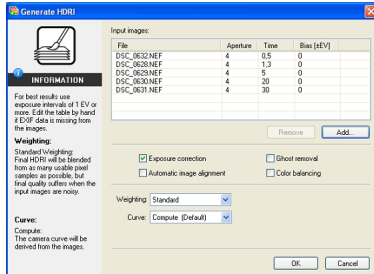 Generate HDRI
Input images:
File Aperture Time Bias [±EV]
DSC_0632.NEF 4 0,5 0
DSC_0628.NEF 4 1,3 0
DSC_0629.NEF 4 5 0
DSC_0630.NEF 4 20 0
DSC_0631.NEF 4 30 0
Remove Add...
INFORMATION
For best results use
exposure intervals of 1 EV or
more. Edit the table by hand
if EXIF data is missing from
the images.
Weighting:
Standard Weighting:
Final HDRI will be blended
from as many usable pixel
samples as possible, but
final quality suffers when the
input images are noisy.
Curve:
Compute:
The camera curve will be
derived from the images.
Exposure correction Ghost removal
Automatic image alignment Color balancing
Weighting: Standard
Curve: Compute (Default)
OK Cancel